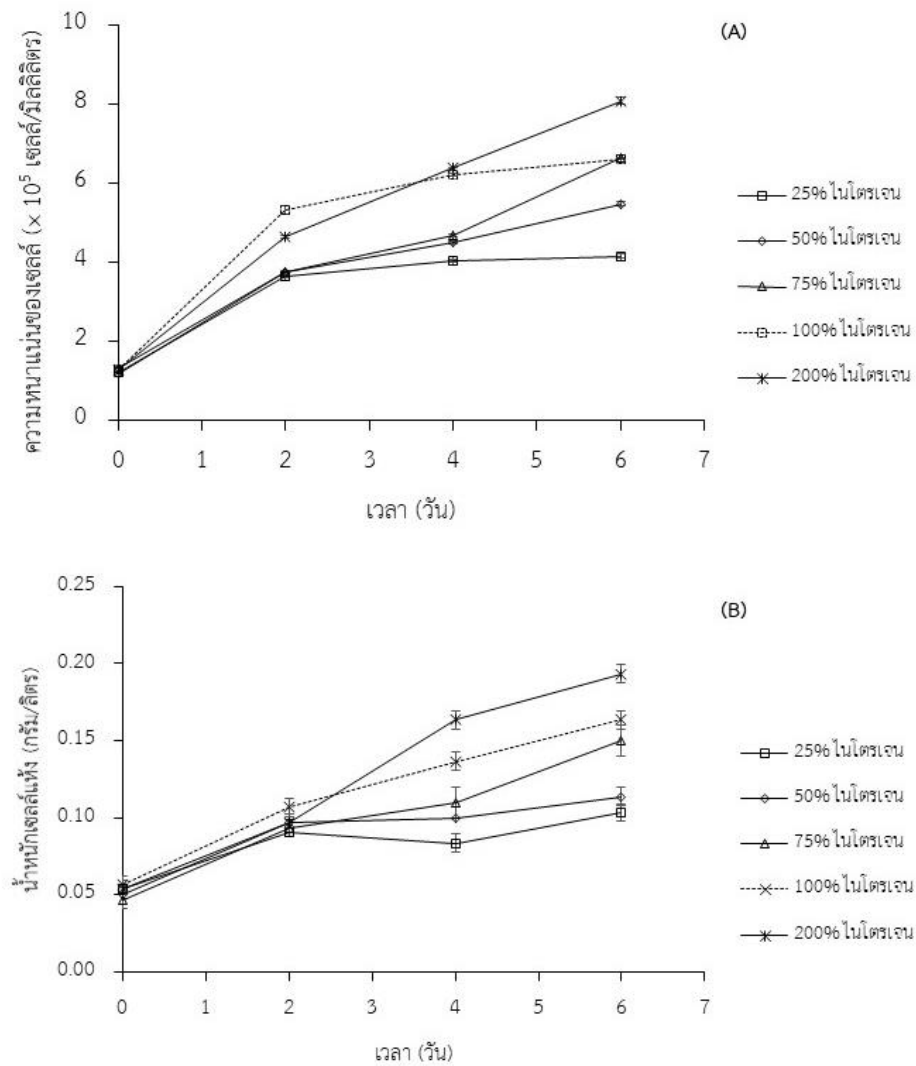 (A)
ความหนาแน่นของเซลล์ (× 10⁵ เซลล์/มิลลิลิตร)
10
8
6
4
2
0
0 1 2 3 4 5 6 7
เวลา (วัน)
25% ไนโตรเจน
50% ไนโตรเจน
75% ไนโตรเจน
100% ไนโตรเจน
200% ไนโตรเจน
(B)
น้ำหนักเซลล์แห้ง (กรัม/ลิตร)
0.25
0.20
0.15
0.10
0.05
0.00
0 1 2 3 4 5 6 7
เวลา (วัน)
25% ไนโตรเจน
50% ไนโตรเจน
75% ไนโตรเจน
100% ไนโตรเจน
200% ไนโตรเจน